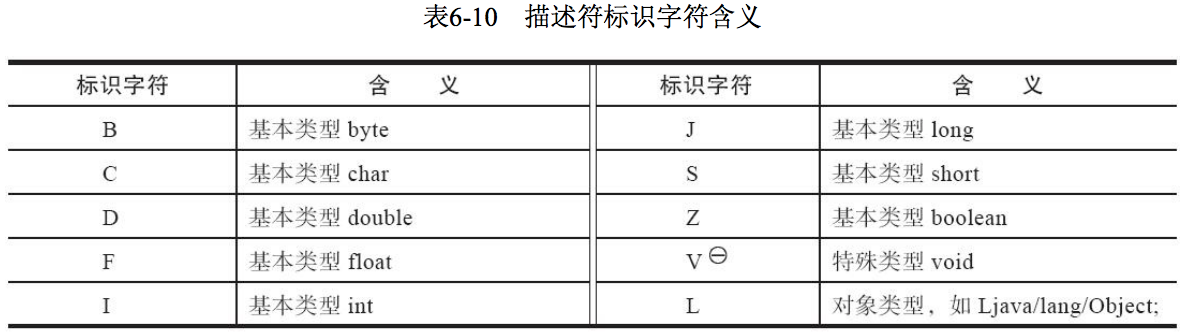 表6-10 描述符标识字符含义
标识字符 含 义 标识字符 含 义
B 基本类型 byte J 基本类型 long
C 基本类型 char S 基本类型 short
D 基本类型 double Z 基本类型 boolean
F 基本类型 float V㊀ 特殊类型 void
I 基本类型 int L 对象类型，如 Ljava/lang/Object;